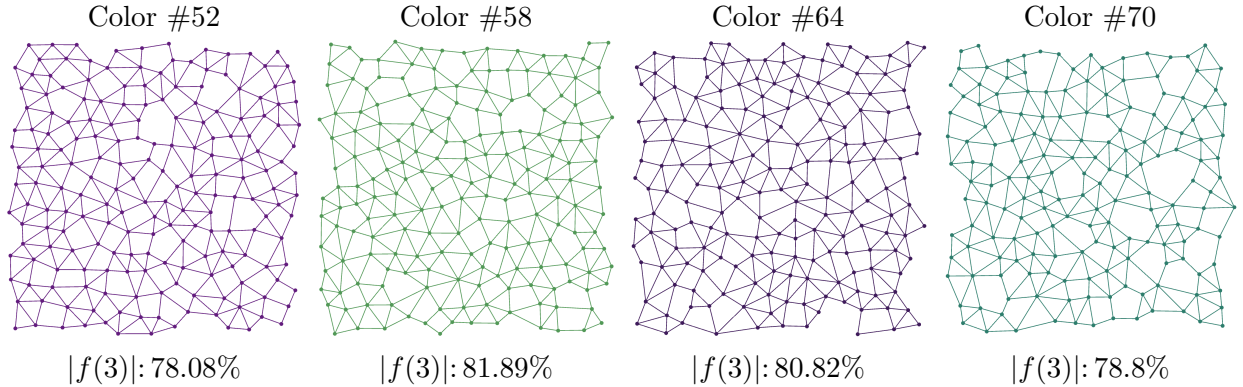 Color #52 Color #58 Color #64 Color #70
|f(3)|: 78.08% |f(3)|: 81.89% |f(3)|: 80.82% |f(3)|: 78.8%